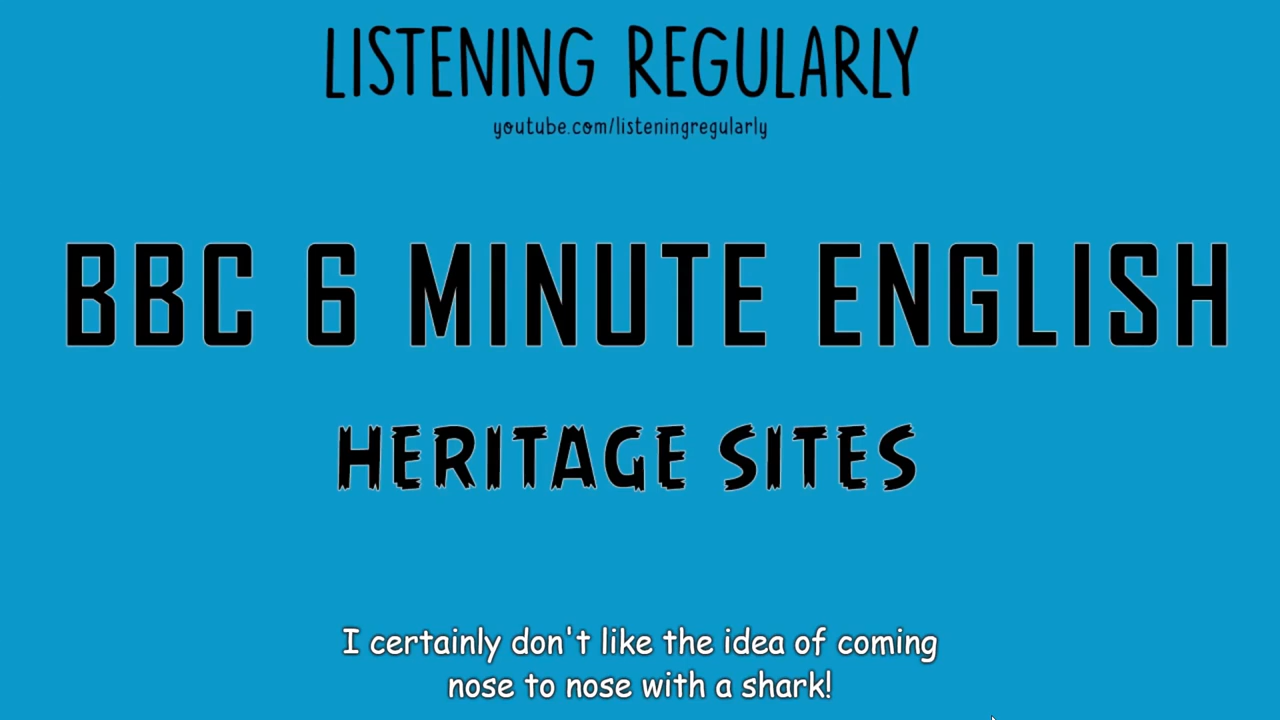 LISTENING REGULARLY
youtube.com/listeningregularly
BBC 6 MINUTE ENGLISH
HERITAGE SITES
I certainly don't like the idea of coming
nose to nose with a shark!